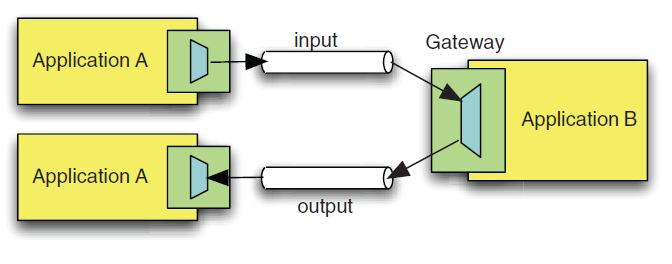 Application A
input
Gateway
Application B
Application A
output